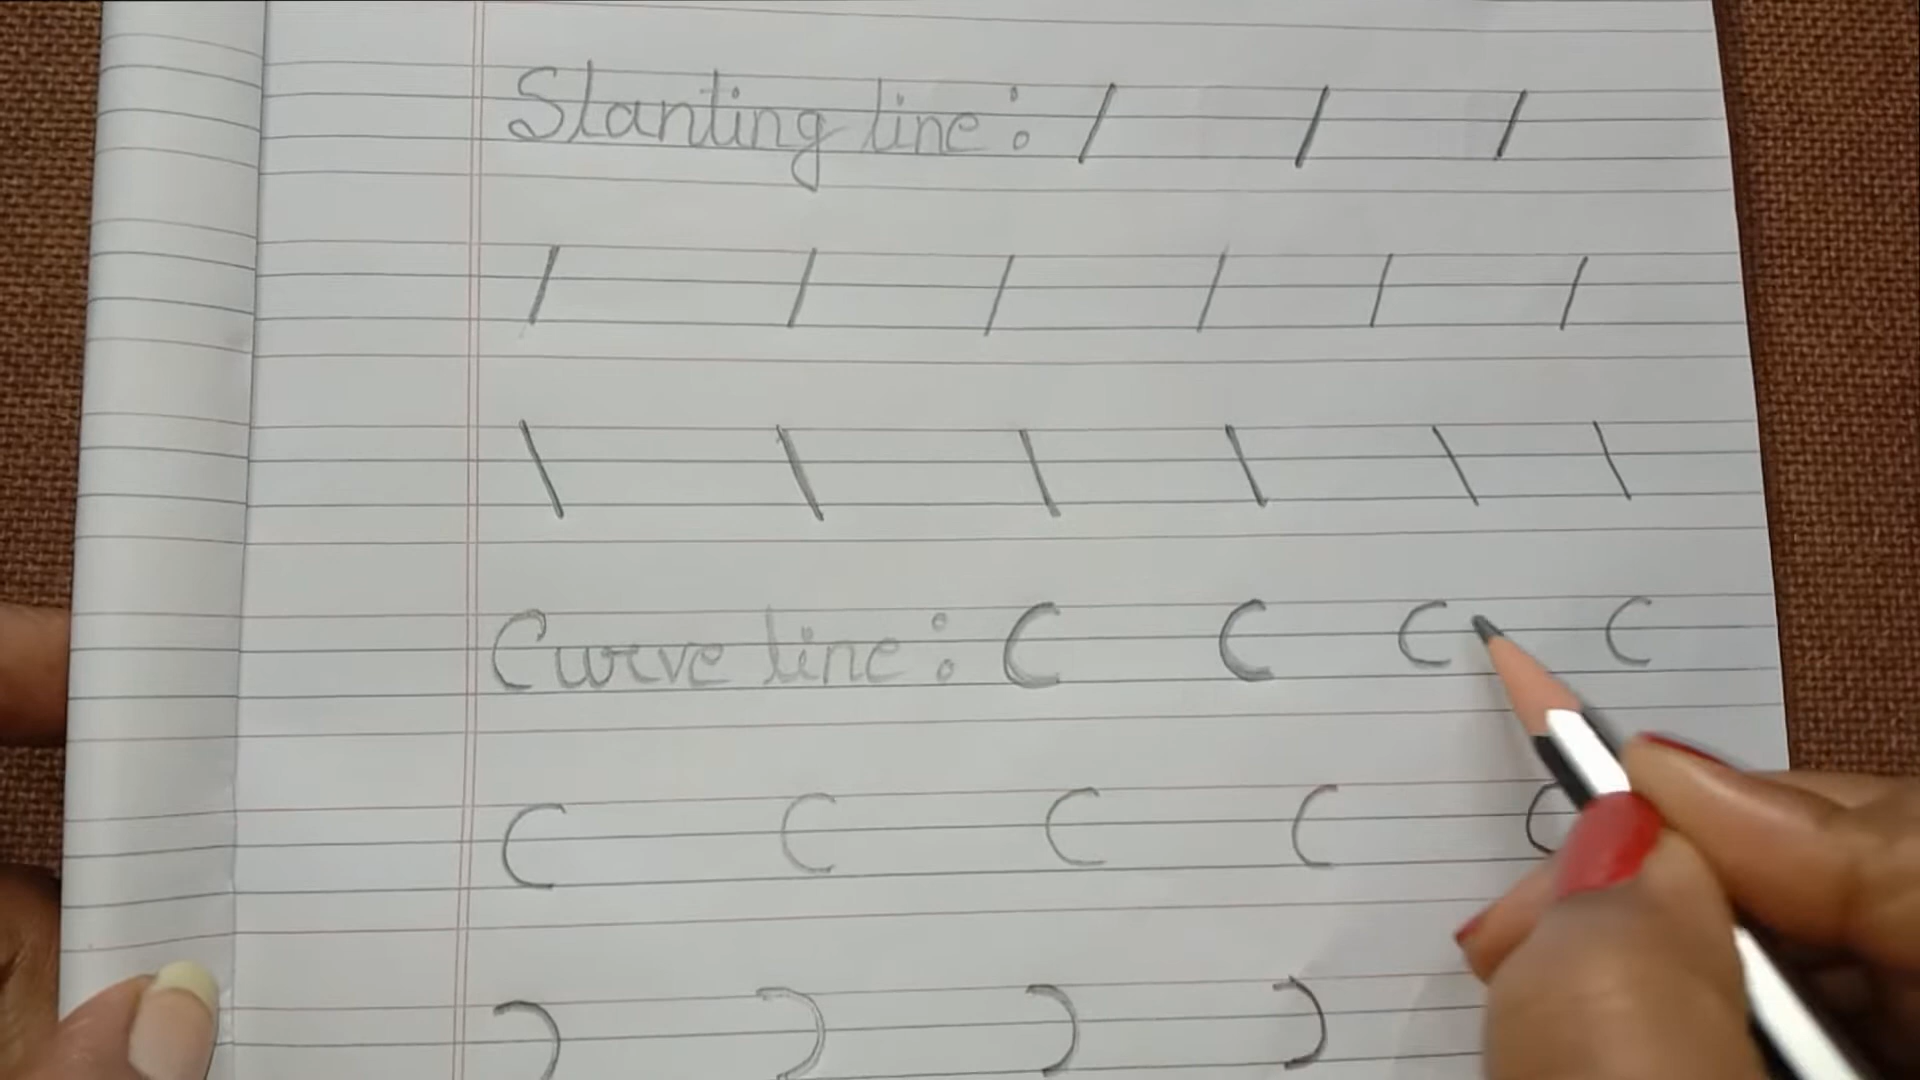 Slanting line: / / /
/ / / / / /
\ \ \ \ \ \
Curve line: C C C C
C C C C C
) ) ) )